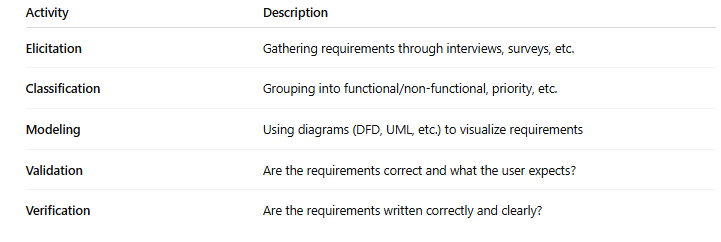 Activity Description
Elicitation Gathering requirements through interviews, surveys, etc.
Classification Grouping into functional/non-functional, priority, etc.
Modeling Using diagrams (DFD, UML, etc.) to visualize requirements
Validation Are the requirements correct and what the user expects?
Verification Are the requirements written correctly and clearly?